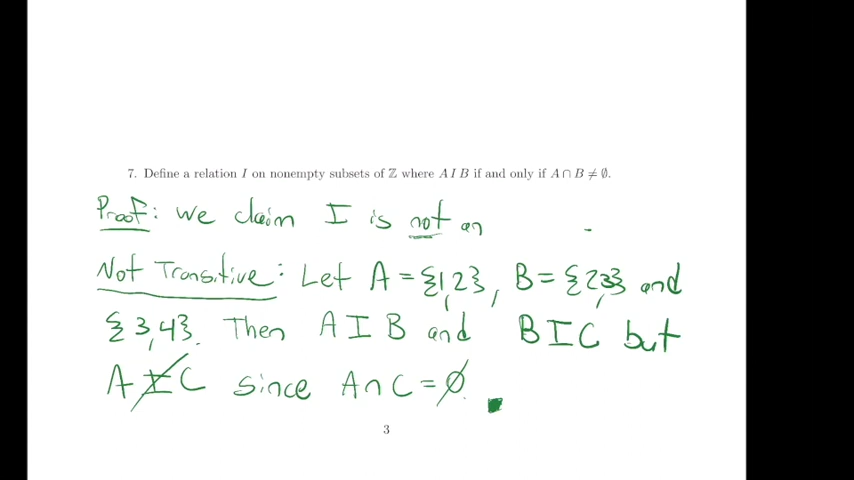 7. Define a relation I on nonempty subsets of ℤ where A I B if and only if A ∩ B ≠ ∅.
Proof: We claim I is not an
Not Transitive: Let A = {1,2}, B = {2,3} and
{3,4}. Then A I B and B I C but
A I̸ C since A ∩ C = ∅. ■
3